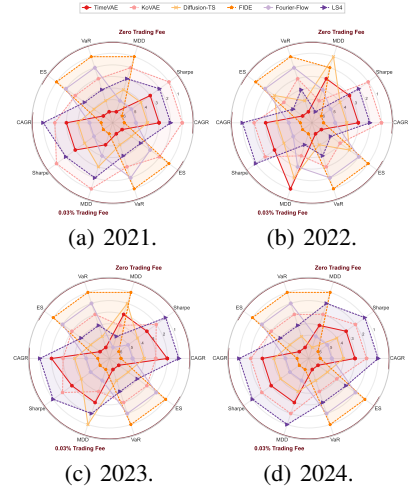 TimeVAE KoVAE Diffusion-TS FIDE Fourier-Flow LS4
Zero Trading Fee Zero Trading Fee
VaR MDD VaR MDD
ES Sharpe ES Sharpe
CAGR CAGR CAGR CAGR
Sharpe ES Sharpe ES
MDD VaR MDD VaR
0.03% Trading Fee 0.03% Trading Fee
(a) 2021. (b) 2022.
Zero Trading Fee Zero Trading Fee
VaR MDD VaR MDD
ES Sharpe ES Sharpe
CAGR CAGR CAGR CAGR
Sharpe ES Sharpe ES
MDD VaR MDD VaR
0.03% Trading Fee 0.03% Trading Fee
(c) 2023. (d) 2024.